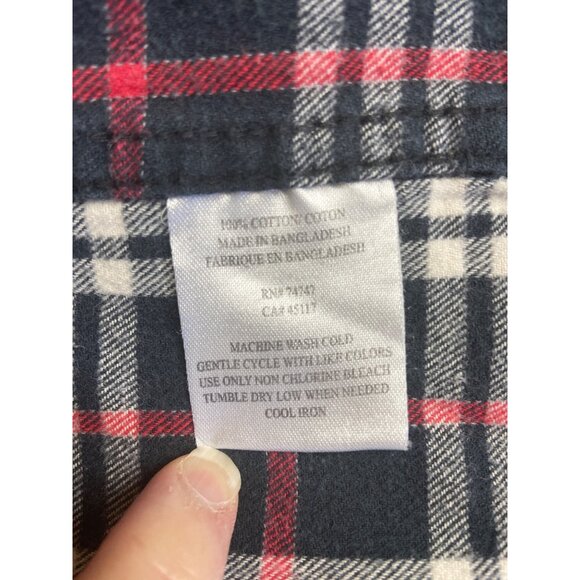 100% COTTON/ COTON
MADE IN BANGLADESH
FABRIQUE EN BANGLADESH
RN# 74747
CA# 45117
MACHINE WASH COLD
GENTLE CYCLE WITH LIKE COLORS
USE ONLY NON CHLORINE BLEACH
TUMBLE DRY LOW WHEN NEEDED
COOL IRON